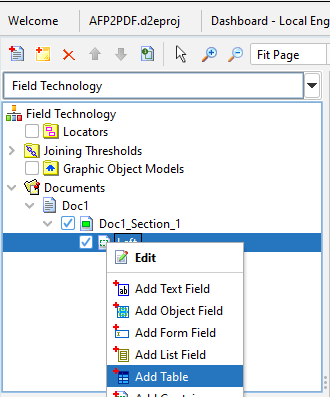 Welcome AFP2PDF.d2eproj Dashboard - Local Eng
Fit Page
Field Technology
Field Technology
Locators
Joining Thresholds
Graphic Object Models
Documents
Doc1
Doc1_Section_1
Left
Edit
Add Text Field
Add Object Field
Add Form Field
Add List Field
Add Table